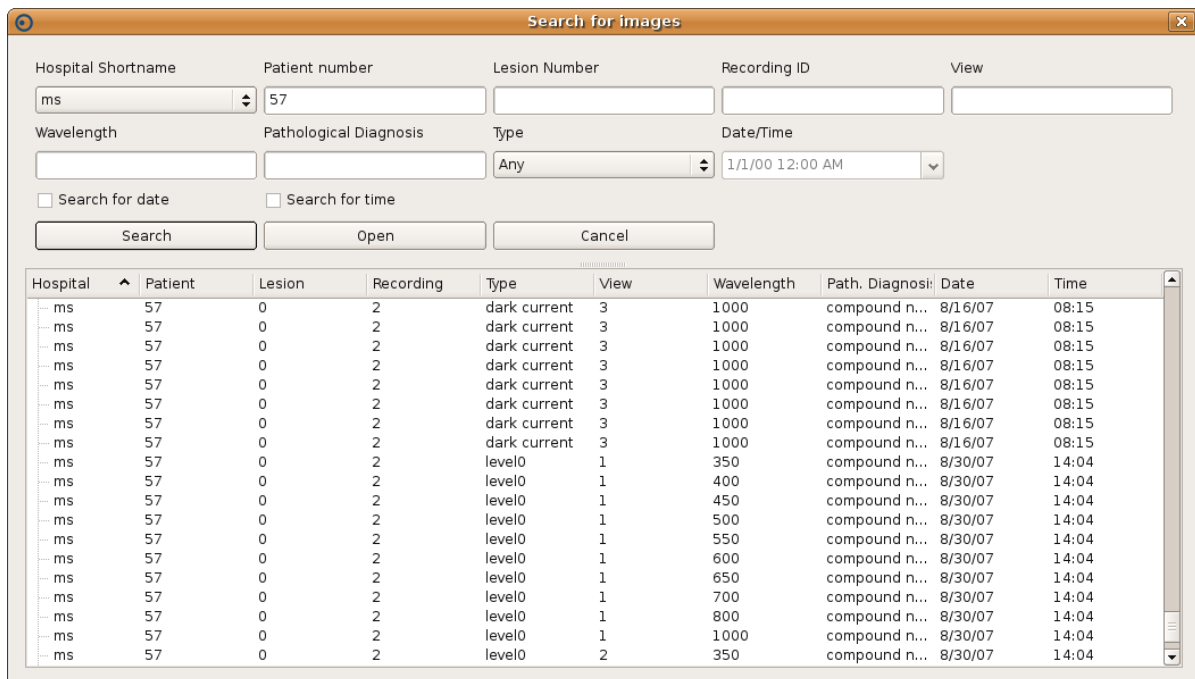 Search for images
Hospital Shortname Patient number Lesion Number Recording ID View
ms 57
Wavelength Pathological Diagnosis Type Date/Time
Any 1/1/00 12:00 AM
Search for date Search for time
Search Open Cancel
Hospital Patient Lesion Recording Type View Wavelength Path. Diagnosi: Date Time
ms 57 0 2 dark current 3 1000 compound n... 8/16/07 08:15
ms 57 0 2 dark current 3 1000 compound n... 8/16/07 08:15
ms 57 0 2 dark current 3 1000 compound n... 8/16/07 08:15
ms 57 0 2 dark current 3 1000 compound n... 8/16/07 08:15
ms 57 0 2 dark current 3 1000 compound n... 8/16/07 08:15
ms 57 0 2 dark current 3 1000 compound n... 8/16/07 08:15
ms 57 0 2 dark current 3 1000 compound n... 8/16/07 08:15
ms 57 0 2 dark current 3 1000 compound n... 8/16/07 08:15
ms 57 0 2 level0 1 350 compound n... 8/30/07 14:04
ms 57 0 2 level0 1 400 compound n... 8/30/07 14:04
ms 57 0 2 level0 1 450 compound n... 8/30/07 14:04
ms 57 0 2 level0 1 500 compound n... 8/30/07 14:04
ms 57 0 2 level0 1 550 compound n... 8/30/07 14:04
ms 57 0 2 level0 1 600 compound n... 8/30/07 14:04
ms 57 0 2 level0 1 650 compound n... 8/30/07 14:04
ms 57 0 2 level0 1 700 compound n... 8/30/07 14:04
ms 57 0 2 level0 1 800 compound n... 8/30/07 14:04
ms 57 0 2 level0 1 1000 compound n... 8/30/07 14:04
ms 57 0 2 level0 2 350 compound n... 8/30/07 14:04